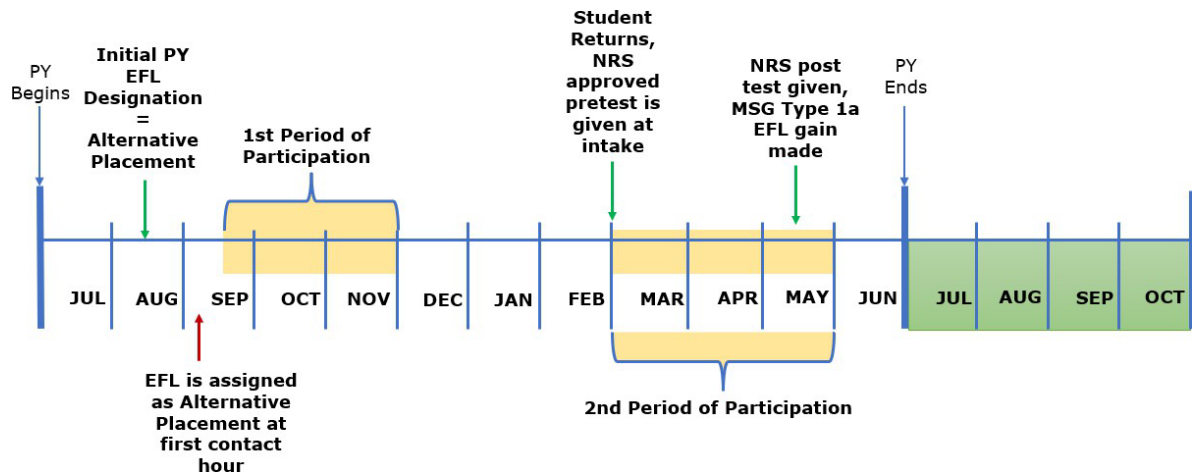 PY
Begins
Initial PY
EFL
Designation
=
Alternative
Placement
1st Period of
Participation
Student
Returns,
NRS
approved
pretest is
given at
intake
NRS post
test given,
MSG Type 1a
EFL gain
made
PY
Ends
JUL
AUG
SEP
OCT
NOV
DEC
JAN
FEB
MAR
APR
MAY
JUN
JUL
AUG
SEP
OCT
EFL is assigned
as Alternative
Placement at
first contact
hour
2nd Period of Participation